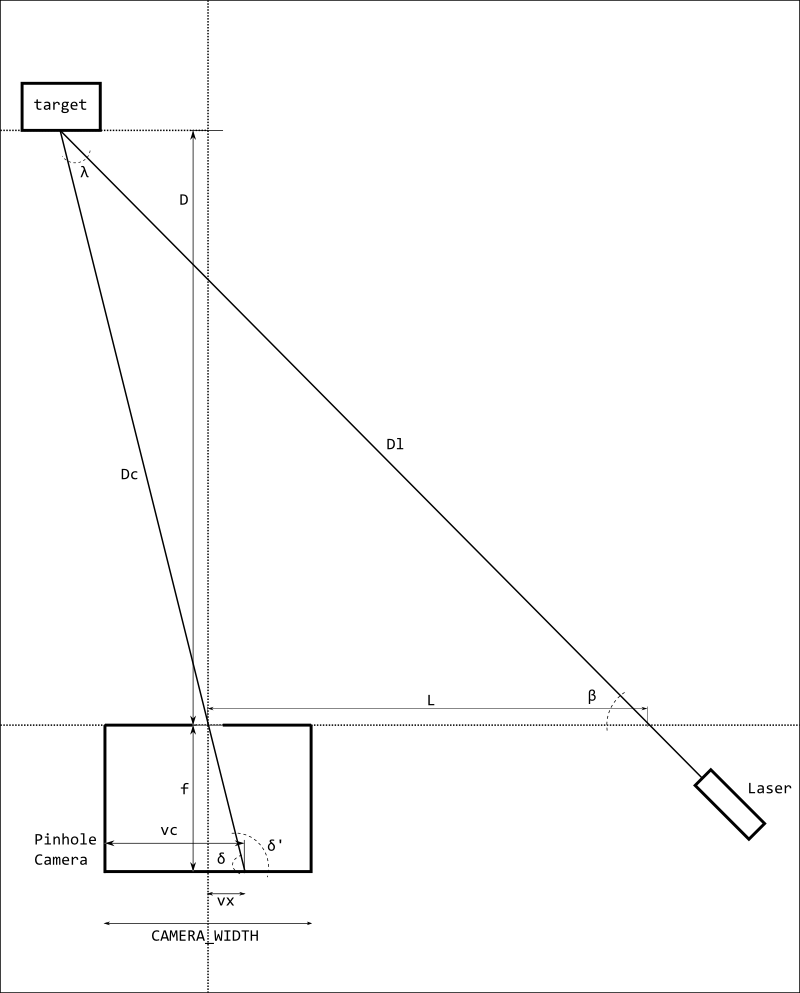 target
λ
D
Dl
Dc
β
L
f
Laser
vc
Pinhole
Camera
δ
δ'
vx
CAMERA_WIDTH